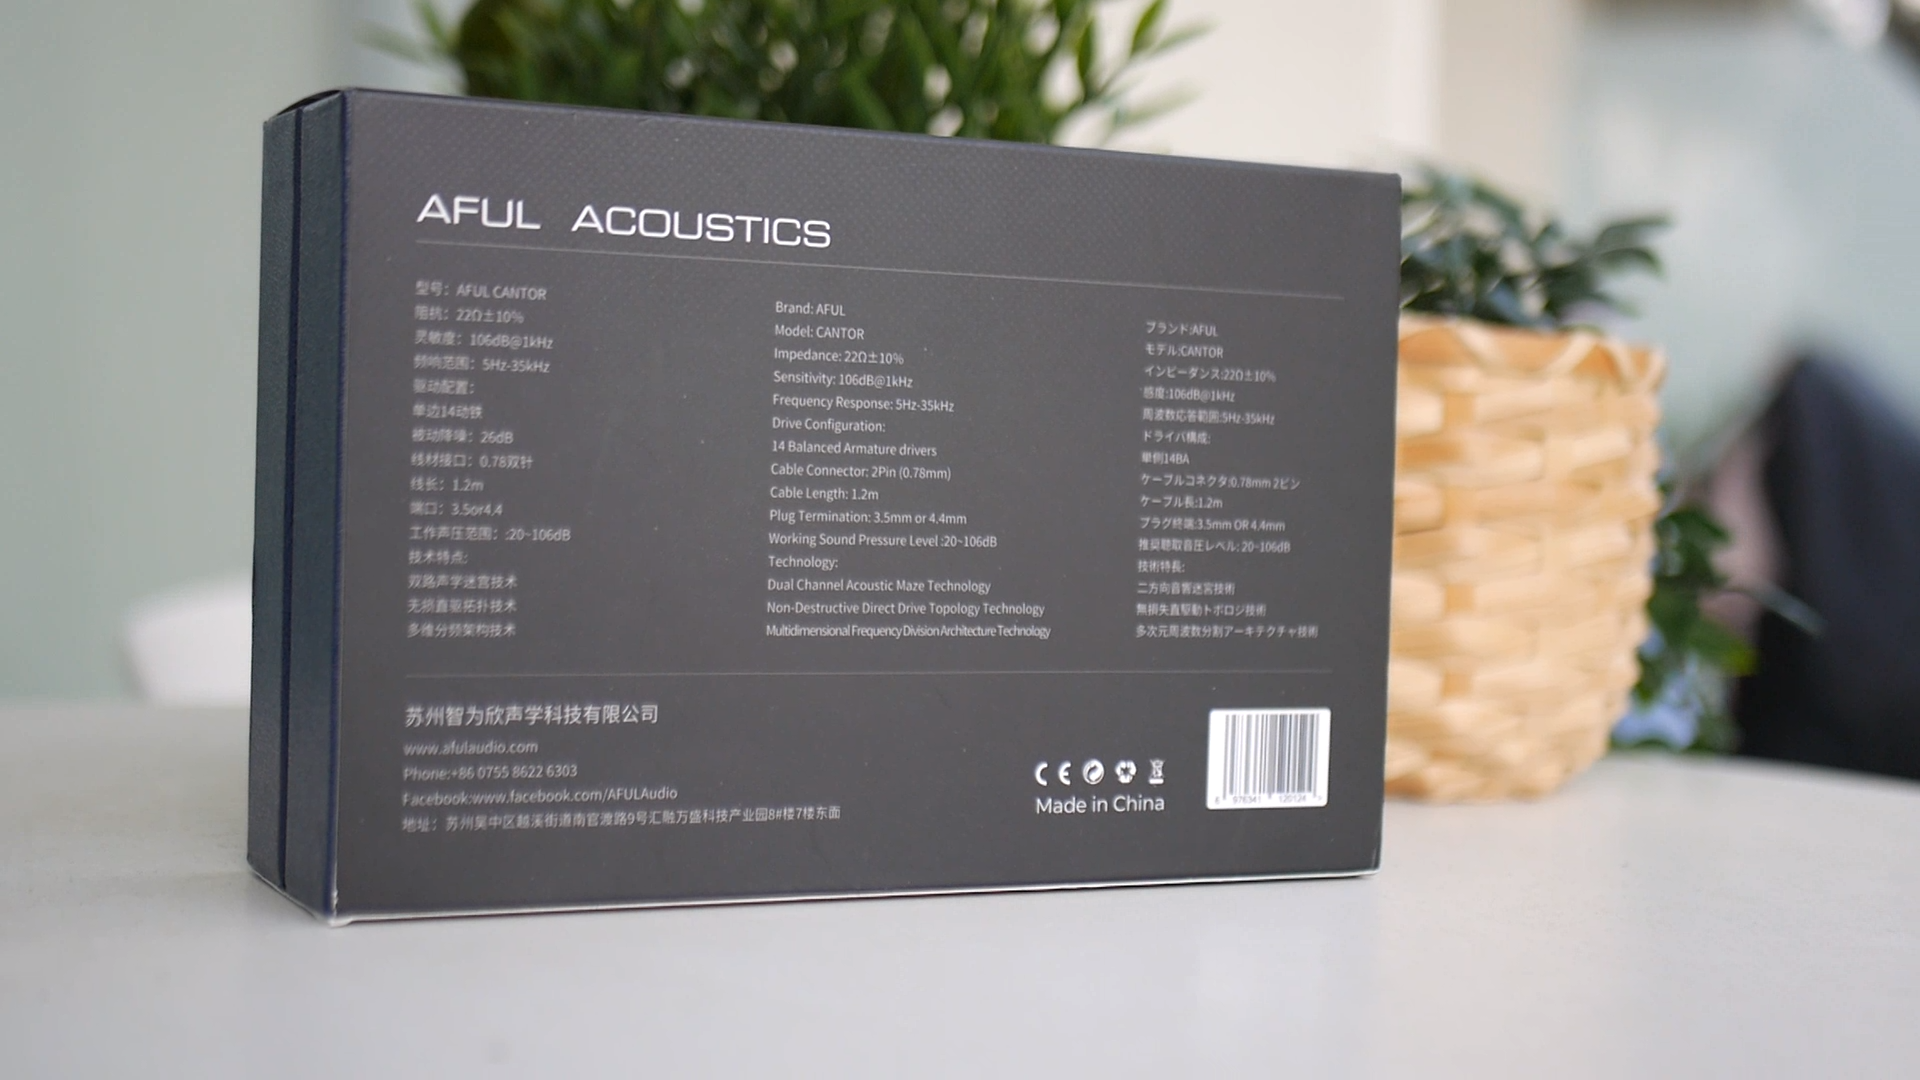 AFUL ACOUSTICS
型号：AFUL CANTOR
阻抗：22Ω±10%
灵敏度：106dB@1kHz
频响范围：5Hz-35kHz
驱动配置：
单边14动铁
被动降噪：26dB
线材接口：0.78双针
线长：1.2m
端口：3.5or4.4
工作声压范围：:20~106dB
技术特点:
双路声学迷宫技术
无损直驱拓扑技术
多维分频架构技术
Brand: AFUL
Model: CANTOR
Impedance: 22Ω±10%
Sensitivity: 106dB@1kHz
Frequency Response: 5Hz-35kHz
Drive Configuration:
14 Balanced Armature drivers
Cable Connector: 2Pin (0.78mm)
Cable Length: 1.2m
Plug Termination: 3.5mm or 4.4mm
Working Sound Pressure Level :20~106dB
Technology:
Dual Channel Acoustic Maze Technology
Non-Destructive Direct Drive Topology Technology
Multidimensional Frequency Division Architecture Technology
ブランド:AFUL
モデル:CANTOR
インピーダンス:22Ω±10%
感度:106dB@1kHz
周波数応答範囲:5Hz-35kHz
ドライバ構成:
単側14BA
ケーブルコネクタ:0.78mm 2ピン
ケーブル長:1.2m
プラグ終端:3.5mm OR 4.4mm
推奨聴取音圧レベル: 20~106dB
技術特長:
二方向音響迷宮技術
無損失直駆動トポロジ技術
多次元周波数分割アーキテクチャ技術
苏州智为欣声学科技有限公司
www.afulaudio.com
Phone:+86 0755 8622 6303
Facebook:www.facebook.com/AFULAudio
地址：苏州吴中区越溪街道南官渡路9号汇融万盛科技产业园8#楼7楼东面
CE
Made in China